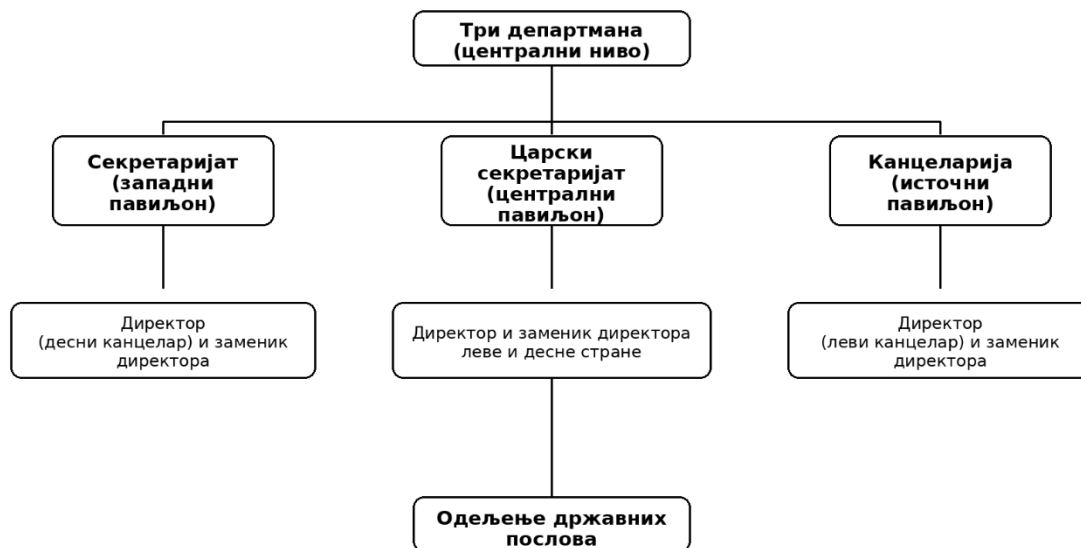 Три департмана
(централни ниво)
Секретаријат
(западни
павиљон)
Царски
секретаријат
(централни
павиљон)
Канцеларија
(источни
павиљон)
Директор
(десни канцелар) и заменик
директора
Директор и заменик директора
леве и десне стране
Директор
(леви канцелар) и заменик
директора
Одељење државних
послова